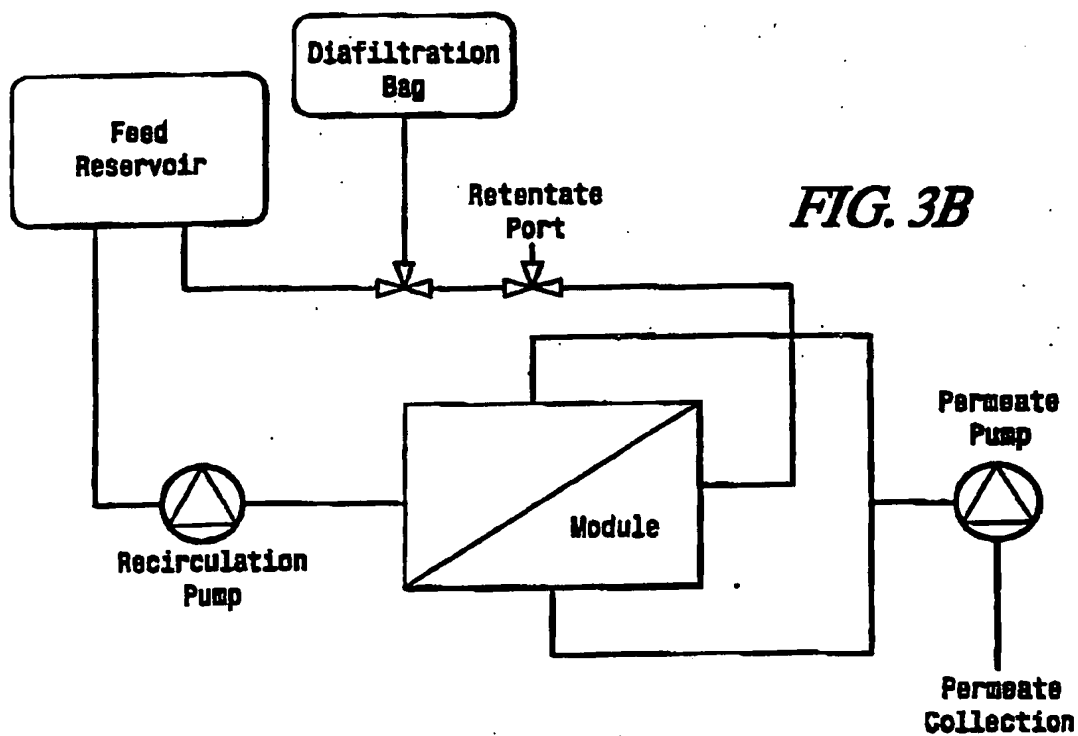 Diafiltration
Bag
Feed
Reservoir
Retentate
Port
FIG. 3B
Permeate
Pump
Module
Recirculation
Pump
Permeate
Collection